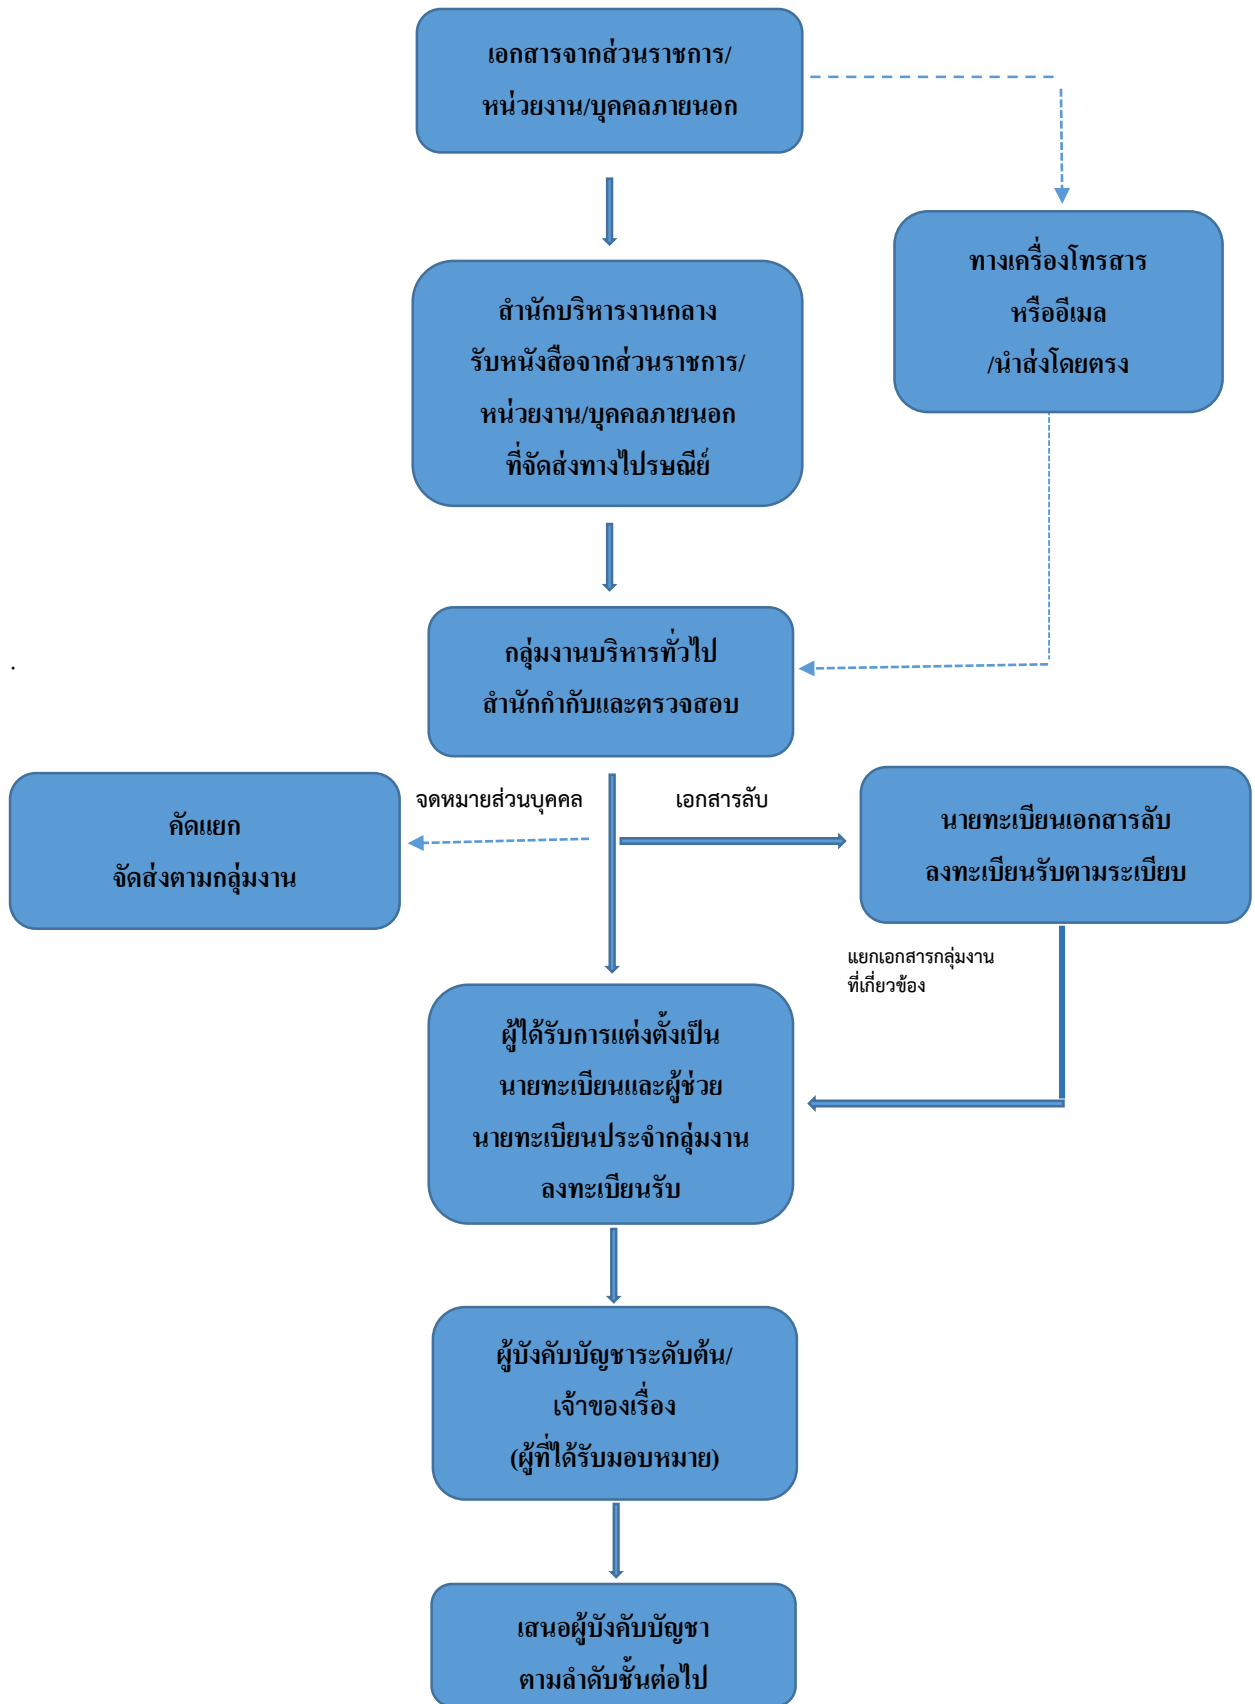 เอกสารจากส่วนราชการ/
หน่วยงาน/บุคคลภายนอก
ทางเครื่องโทรสาร
หรืออีเมล
/นำส่งโดยตรง
สำนักบริหารงานกลาง
รับหนังสือจากส่วนราชการ/
หน่วยงาน/บุคคลภายนอก
ที่จัดส่งทางไปรษณีย์
กลุ่มงานบริหารทั่วไป
สำนักกำกับและตรวจสอบ
.
จดหมายส่วนบุคคล
เอกสารลับ
คัดแยก
จัดส่งตามกลุ่มงาน
นายทะเบียนเอกสารลับ
ลงทะเบียนรับตามระเบียบ
แยกเอกสารกลุ่มงาน
ที่เกี่ยวข้อง
ผู้ได้รับการแต่งตั้งเป็น
นายทะเบียนและผู้ช่วย
นายทะเบียนประจำกลุ่มงาน
ลงทะเบียนรับ
ผู้บังคับบัญชาระดับต้น/
เจ้าของเรื่อง
(ผู้ที่ได้รับมอบหมาย)
เสนอผู้บังคับบัญชา
ตามลำดับชั้นต่อไป